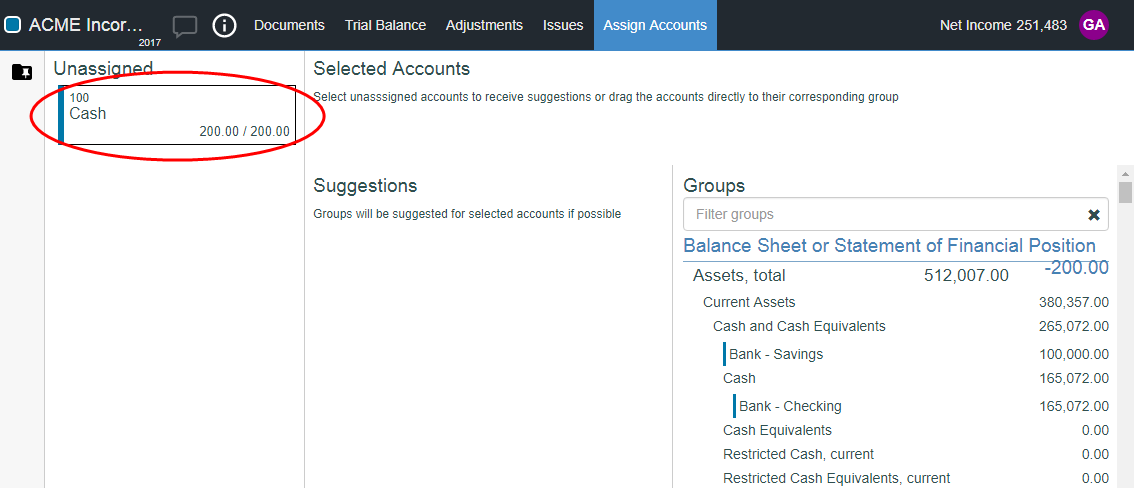 ACME Incor...
2017
Documents
Trial Balance
Adjustments
Issues
Assign Accounts
Net Income 251,483
GA
Unassigned
100
Cash
200.00 / 200.00
Selected Accounts
Select unasssigned accounts to receive suggestions or drag the accounts directly to their corresponding group
Suggestions
Groups will be suggested for selected accounts if possible
Groups
Filter groups
Balance Sheet or Statement of Financial Position
-200.00
Assets, total 512,007.00
Current Assets 380,357.00
Cash and Cash Equivalents 265,072.00
Bank - Savings 100,000.00
Cash 165,072.00
Bank - Checking 165,072.00
Cash Equivalents 0.00
Restricted Cash, current 0.00
Restricted Cash Equivalents, current 0.00